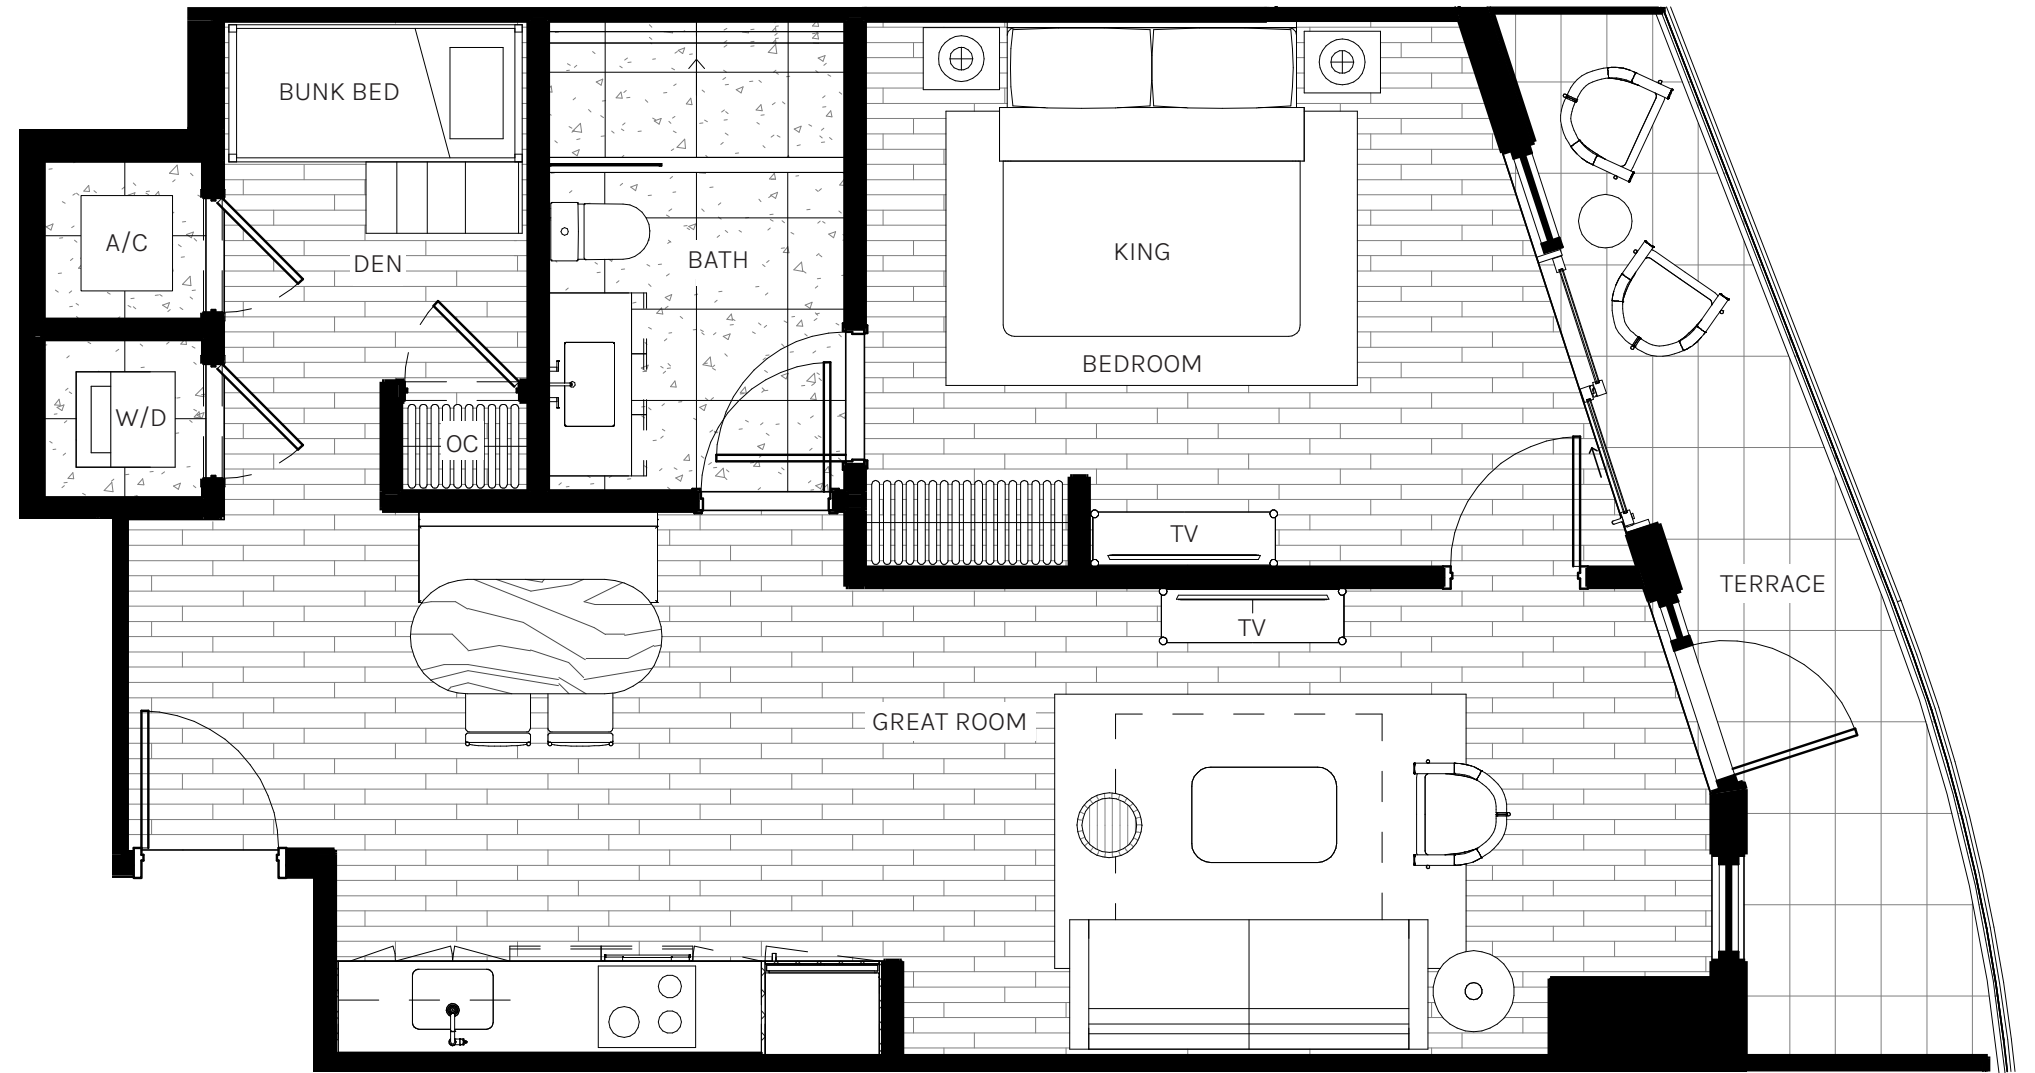 BUNK BED
A/C
DEN
BATH
KING
BEDROOM
W/D
OC
TV
TERRACE
TV
GREAT ROOM